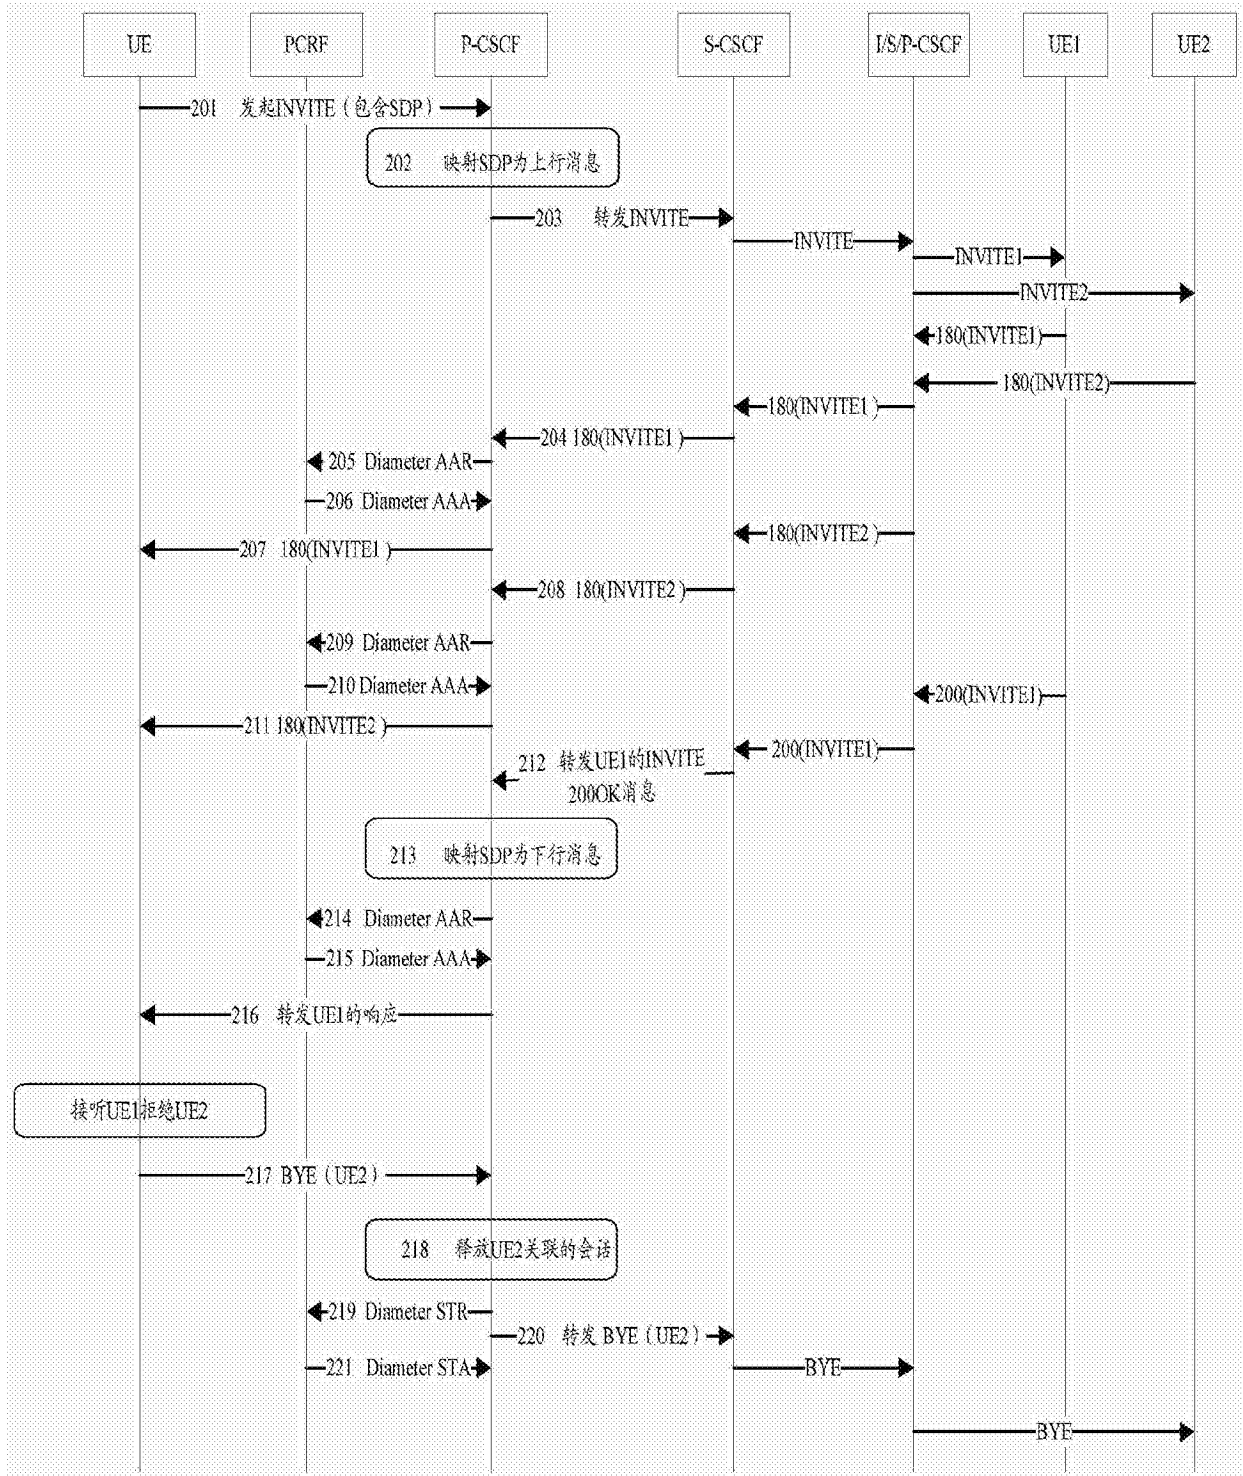 UE
PCRF
P-CSCF
S-CSCF
I/S/P-CSCF
UE1
UE2
201 发起INVITE（包含SDP）
202 映射SDP为上行消息
203 转发INVITE
INVITE
INVITE1
INVITE2
180(INVITE1)
180(INVITE2)
180(INVITE1 )
204 180(INVITE1 )
205 Diameter AAR
206 Diameter AAA
180(INVITE2 )
207 180(INVITE1 )
208 180(INVITE2 )
209 Diameter AAR
210 Diameter AAA
200(INVITE1)
211 180(INVITE2 )
200(INVITE1)
212 转发UE1的INVITE
200OK消息
213 映射SDP为下行消息
214 Diameter AAR
215 Diameter AAA
216 转发UE1的响应
接听UE1拒绝UE2
217 BYE（UE2）
218 释放UE2关联的会话
219 Diameter STR
220 转发 BYE（UE2）
221 Diameter STA
BYE
BYE